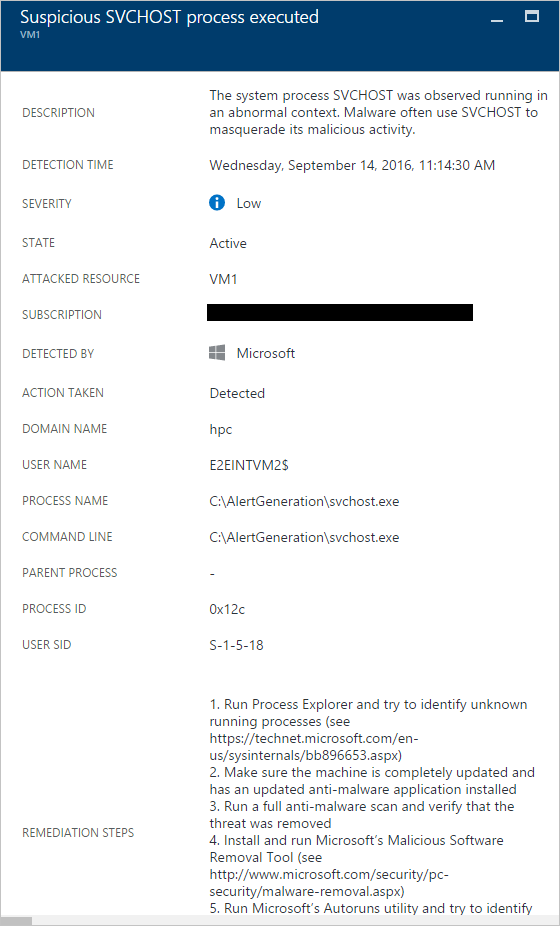 Suspicious SVCHOST process executed
VM1
DESCRIPTION
The system process SVCHOST was observed running in
an abnormal context. Malware often use SVCHOST to
masquerade its malicious activity.
DETECTION TIME
Wednesday, September 14, 2016, 11:14:30 AM
SEVERITY
Low
STATE
Active
ATTACKED RESOURCE
VM1
SUBSCRIPTION
DETECTED BY
Microsoft
ACTION TAKEN
Detected
DOMAIN NAME
hpc
USER NAME
E2EINTVM2$
PROCESS NAME
C:\AlertGeneration\svchost.exe
COMMAND LINE
C:\AlertGeneration\svchost.exe
PARENT PROCESS
-
PROCESS ID
0x12c
USER SID
S-1-5-18
REMEDIATION STEPS
1. Run Process Explorer and try to identify unknown
running processes (see
https://technet.microsoft.com/en-
us/sysinternals/bb896653.aspx)
2. Make sure the machine is completely updated and
has an updated anti-malware application installed
3. Run a full anti-malware scan and verify that the
threat was removed
4. Install and run Microsoft’s Malicious Software
Removal Tool (see
http://www.microsoft.com/security/pc-
security/malware-removal.aspx)
5. Run Microsoft’s Autoruns utility and try to identify